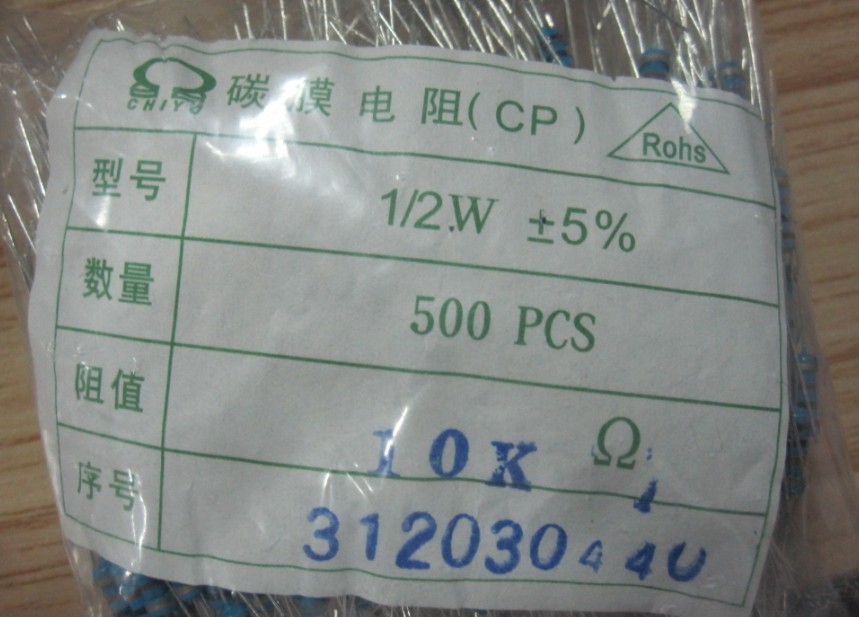 CHIYU 碳膜电阻(CP) Rohs
型号 1/2W ±5%
数量 500 PCS
阻值 10K Ω
序号 312030440